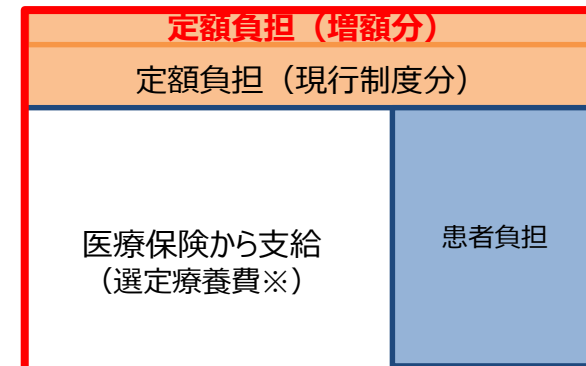 定額負担（増額分）
定額負担（現行制度分）
医療保険から支給
（選定療養費※）
患者負担